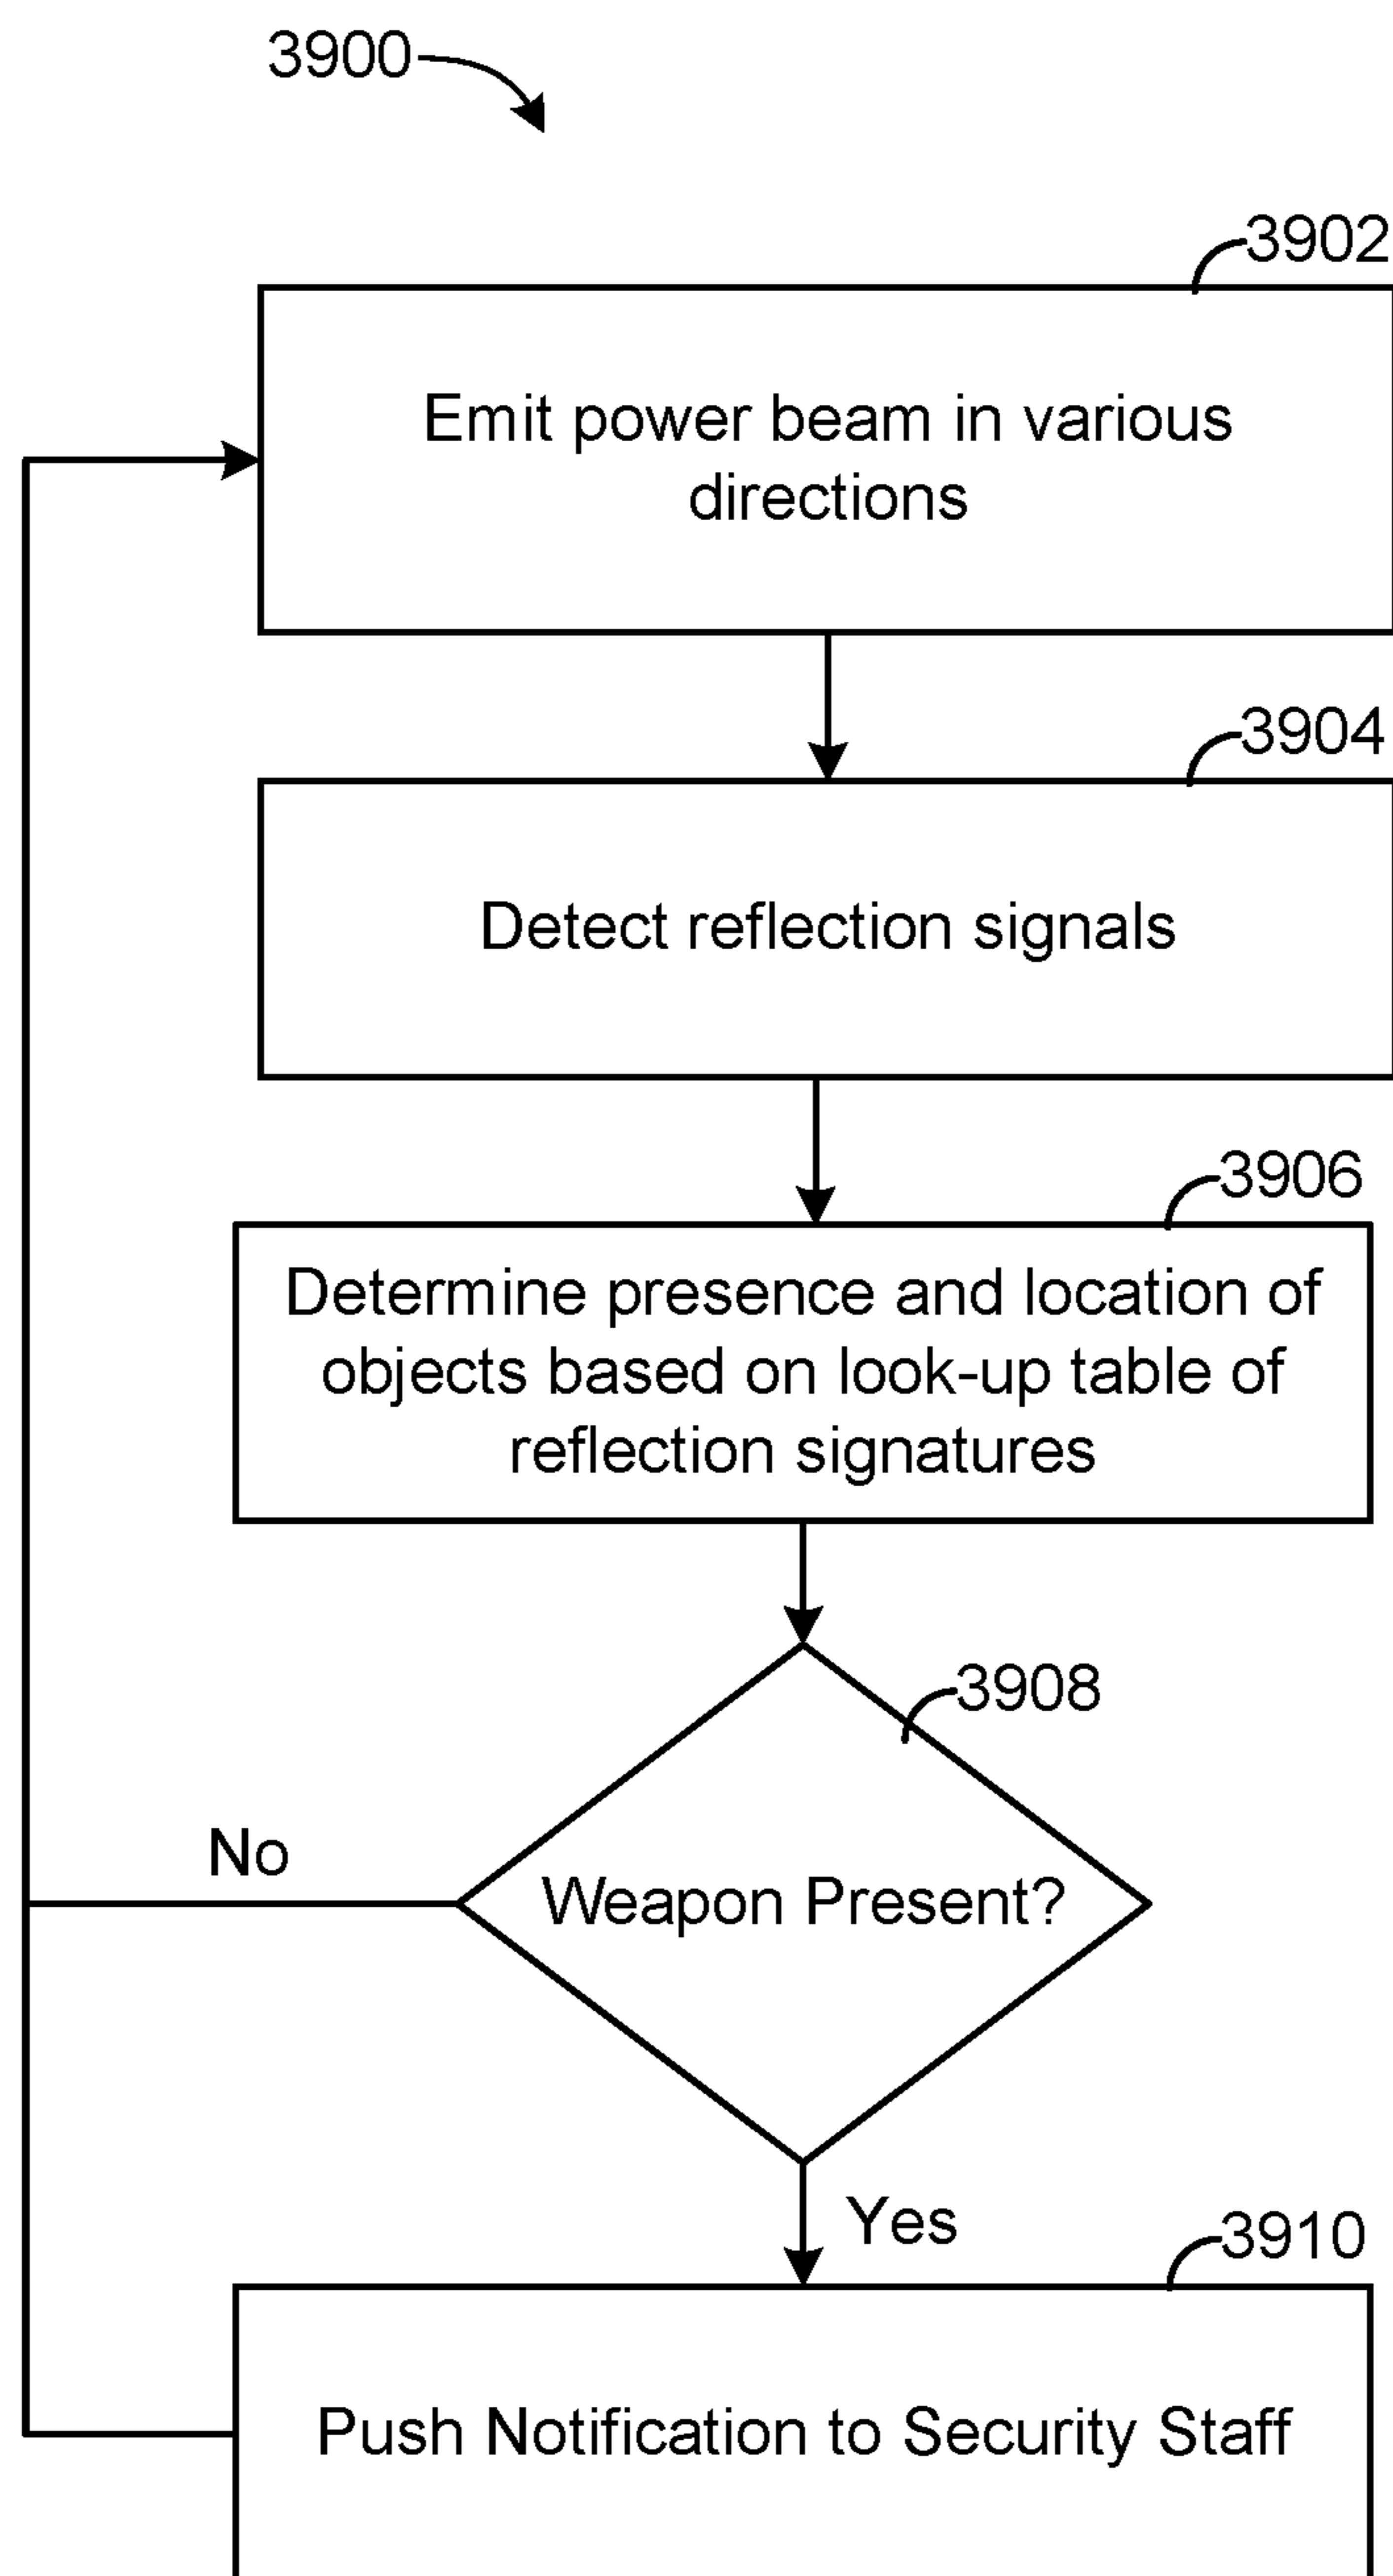 3900
3902
Emit power beam in various
directions
3904
Detect reflection signals
3906
Determine presence and location of
objects based on look-up table of
reflection signatures
3908
Weapon Present?
No
Yes
3910
Push Notification to Security Staff